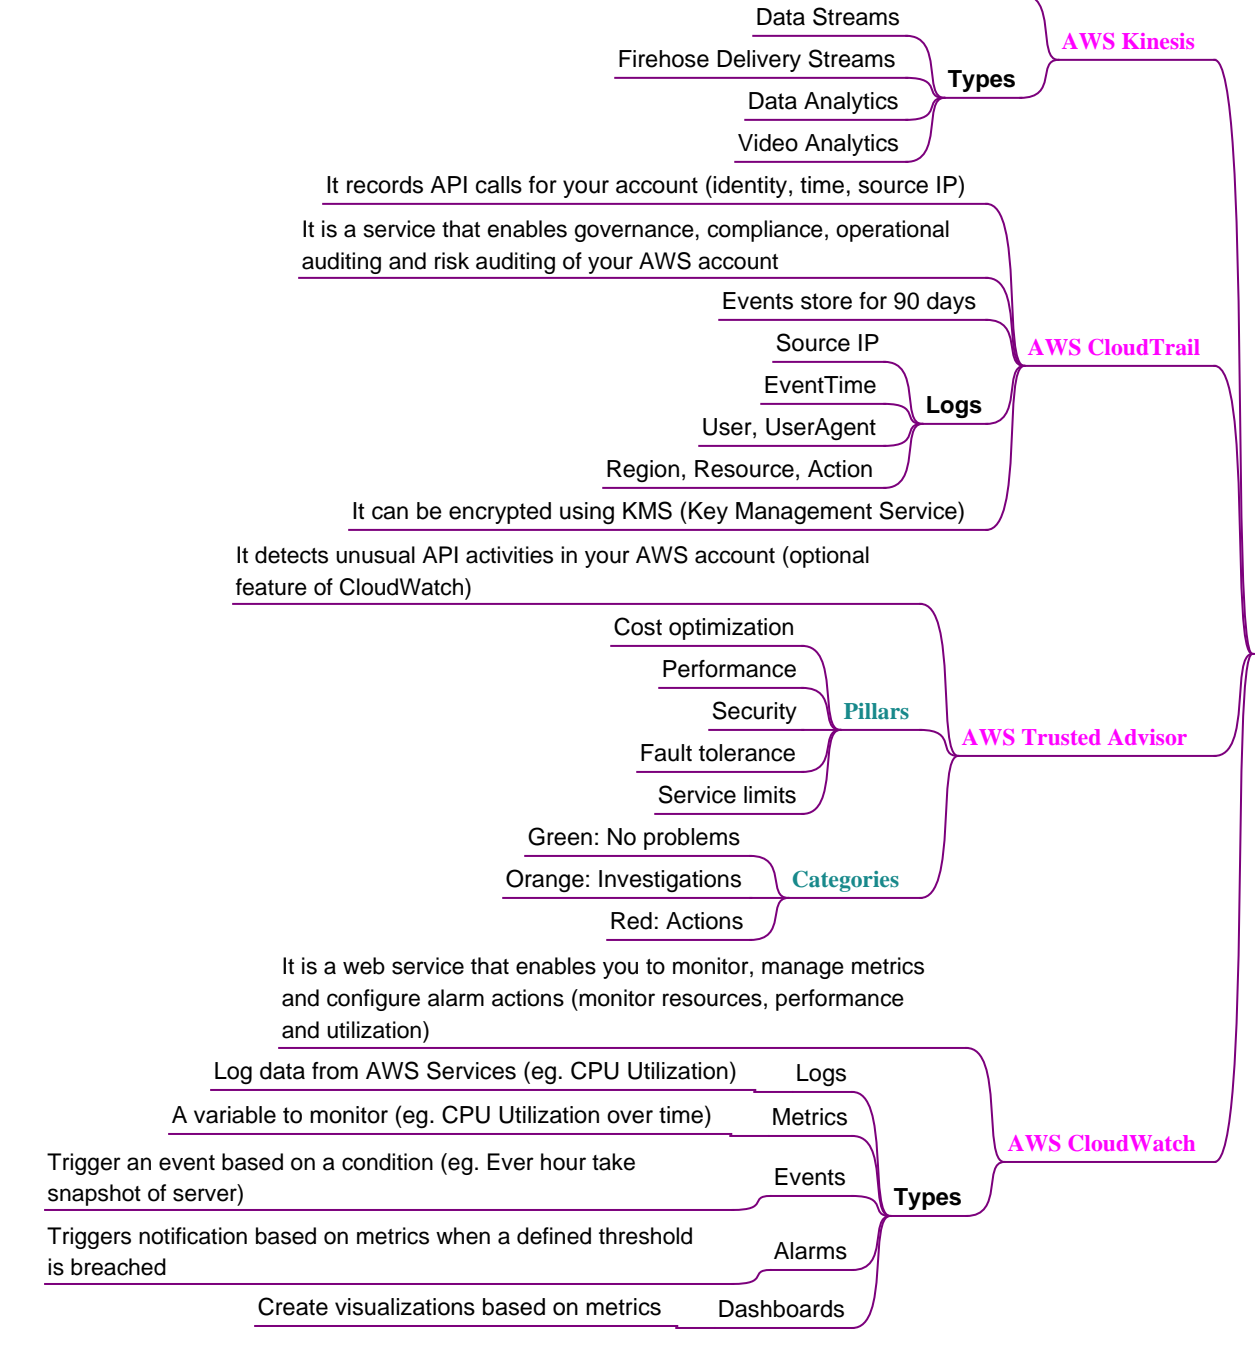 AWS Kinesis
Types
Data Streams
Firehose Delivery Streams
Data Analytics
Video Analytics
AWS CloudTrail
It records API calls for your account (identity, time, source IP)
It is a service that enables governance, compliance, operational
auditing and risk auditing of your AWS account
Events store for 90 days
Logs
Source IP
EventTime
User, UserAgent
Region, Resource, Action
It can be encrypted using KMS (Key Management Service)
AWS Trusted Advisor
It detects unusual API activities in your AWS account (optional
feature of CloudWatch)
Pillars
Cost optimization
Performance
Security
Fault tolerance
Service limits
Categories
Green: No problems
Orange: Investigations
Red: Actions
AWS CloudWatch
It is a web service that enables you to monitor, manage metrics
and configure alarm actions (monitor resources, performance
and utilization)
Types
Logs
Log data from AWS Services (eg. CPU Utilization)
Metrics
A variable to monitor (eg. CPU Utilization over time)
Events
Trigger an event based on a condition (eg. Ever hour take
snapshot of server)
Alarms
Triggers notification based on metrics when a defined threshold
is breached
Dashboards
Create visualizations based on metrics